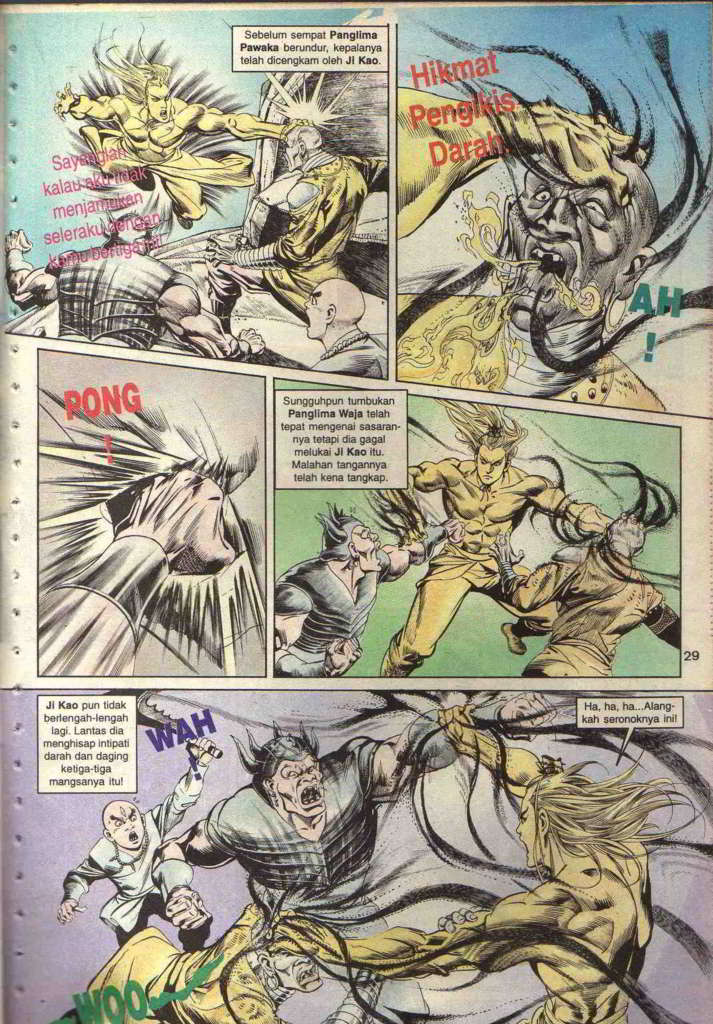 Sebelum sempat Panglima
Pawaka berundur, kepalanya
telah dicengkam oleh Ji Kao.
Sayanglah
kalau aku tidak
menjamukan
seleraku dengan
kamu bertiga ini!
Hikmat
Pengikis
Darah
AH
!
PONG
!
Sungguhpun tumbukan
Panglima Waja telah
tepat mengenai sasaran-
nya tetapi dia gagal
melukai Ji Kao itu.
Malahan tangannya
telah kena tangkap.
29
Ji Kao pun tidak
berlengah-lengah
lagi. Lantas dia
menghisap intipati
darah dan daging
ketiga-tiga
mangsanya itu!
WAH
!
Ha, ha, ha...Alang-
kah seronoknya ini!
WOO